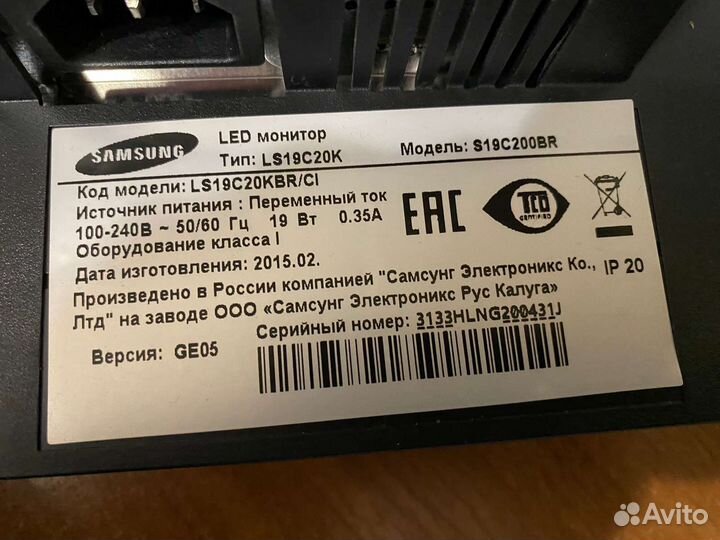 SAMSUNG
LED монитор
Тип: LS19C20K
Модель: S19C200BR
Код модели: LS19C20KBR/CI
Источник питания : Переменный ток
100-240В ~ 50/60 Гц 19 Вт 0.35A
Оборудование класса I
Дата изготовления: 2015.02.
EAC
TCO
CERTIFIED
IP 20
Произведено в России компанией "Самсунг Электроникс Ко.,
Лтд" на заводе ООО «Самсунг Электроникс Рус Калуга»
Серийный номер: 3133HLNG200431J
Версия: GE05
Avito